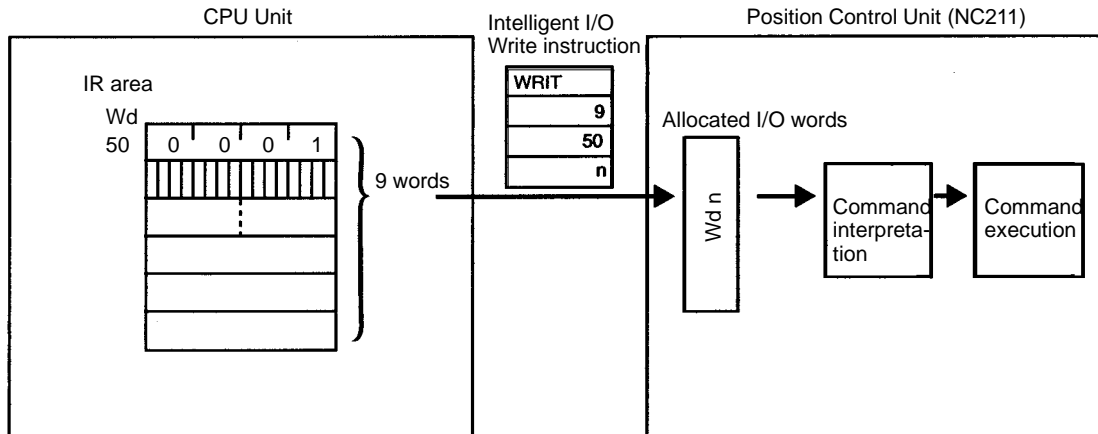 CPU Unit
Intelligent I/O
Write instruction
Position Control Unit (NC211)
WRIT
9
50
n
IR area
Wd
50 0 0 0 1
9 words
Allocated I/O words
Wd n
Command
interpreta-
tion
Command
execution